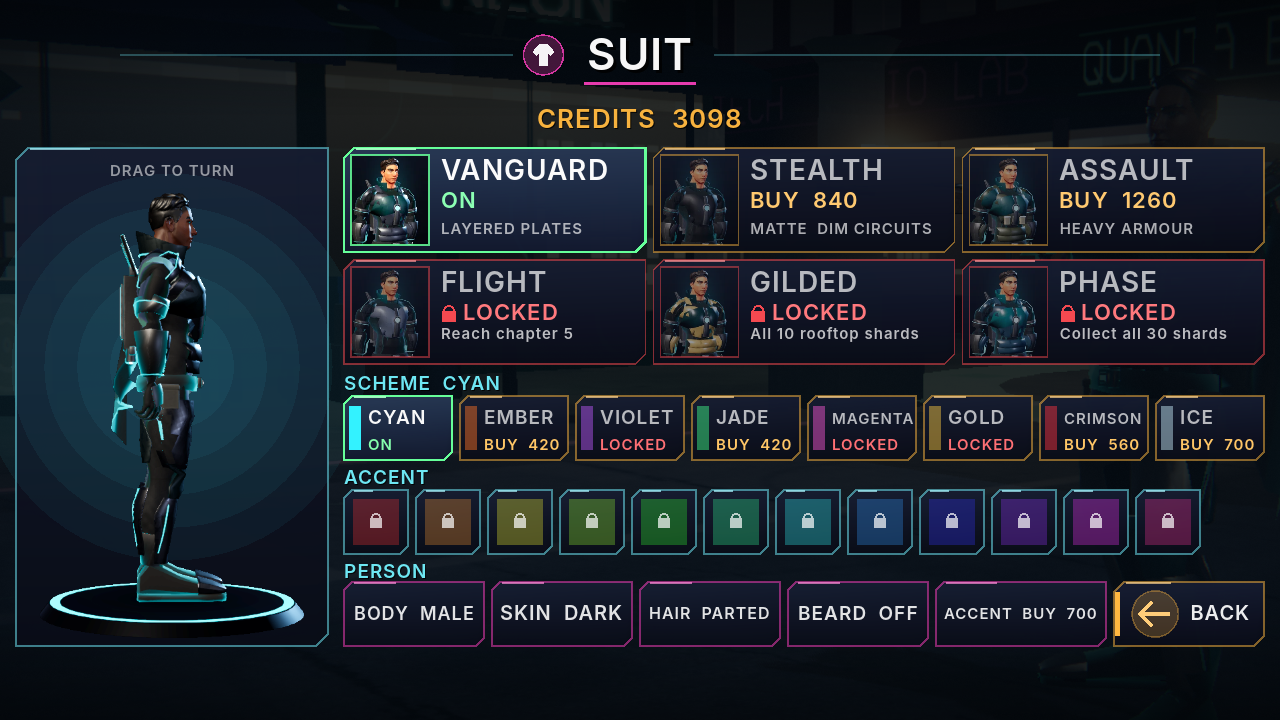 SUIT
CREDITS 3098
DRAG TO TURN
VANGUARD
ON
LAYERED PLATES
STEALTH
BUY 840
MATTE DIM CIRCUITS
ASSAULT
BUY 1260
HEAVY ARMOUR
FLIGHT
LOCKED
Reach chapter 5
GILDED
LOCKED
All 10 rooftop shards
PHASE
LOCKED
Collect all 30 shards
SCHEME CYAN
CYAN
ON
EMBER
BUY 420
VIOLET
LOCKED
JADE
BUY 420
MAGENTA
LOCKED
GOLD
LOCKED
CRIMSON
BUY 560
ICE
BUY 700
ACCENT
PERSON
BODY MALE
SKIN DARK
HAIR PARTED
BEARD OFF
ACCENT BUY 700
BACK